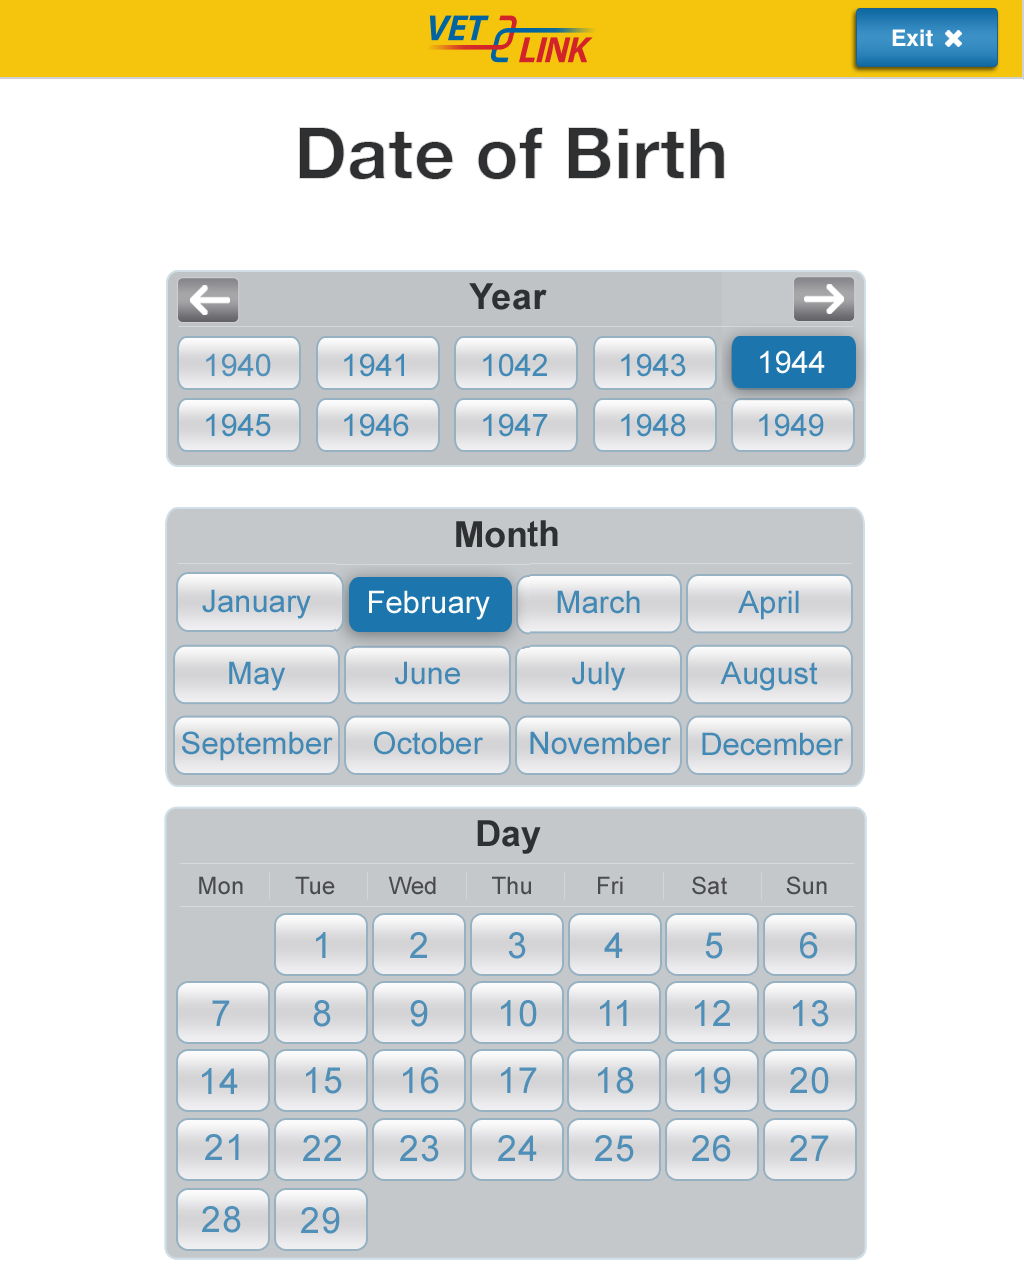 VET LINK
Exit ✖
Date of Birth
Year
1940 1941 1042 1943 1944
1945 1946 1947 1948 1949
Month
January February March April
May June July August
September October November December
Day
Mon Tue Wed Thu Fri Sat Sun
1 2 3 4 5 6
7 8 9 10 11 12 13
14 15 16 17 18 19 20
21 22 23 24 25 26 27
28 29